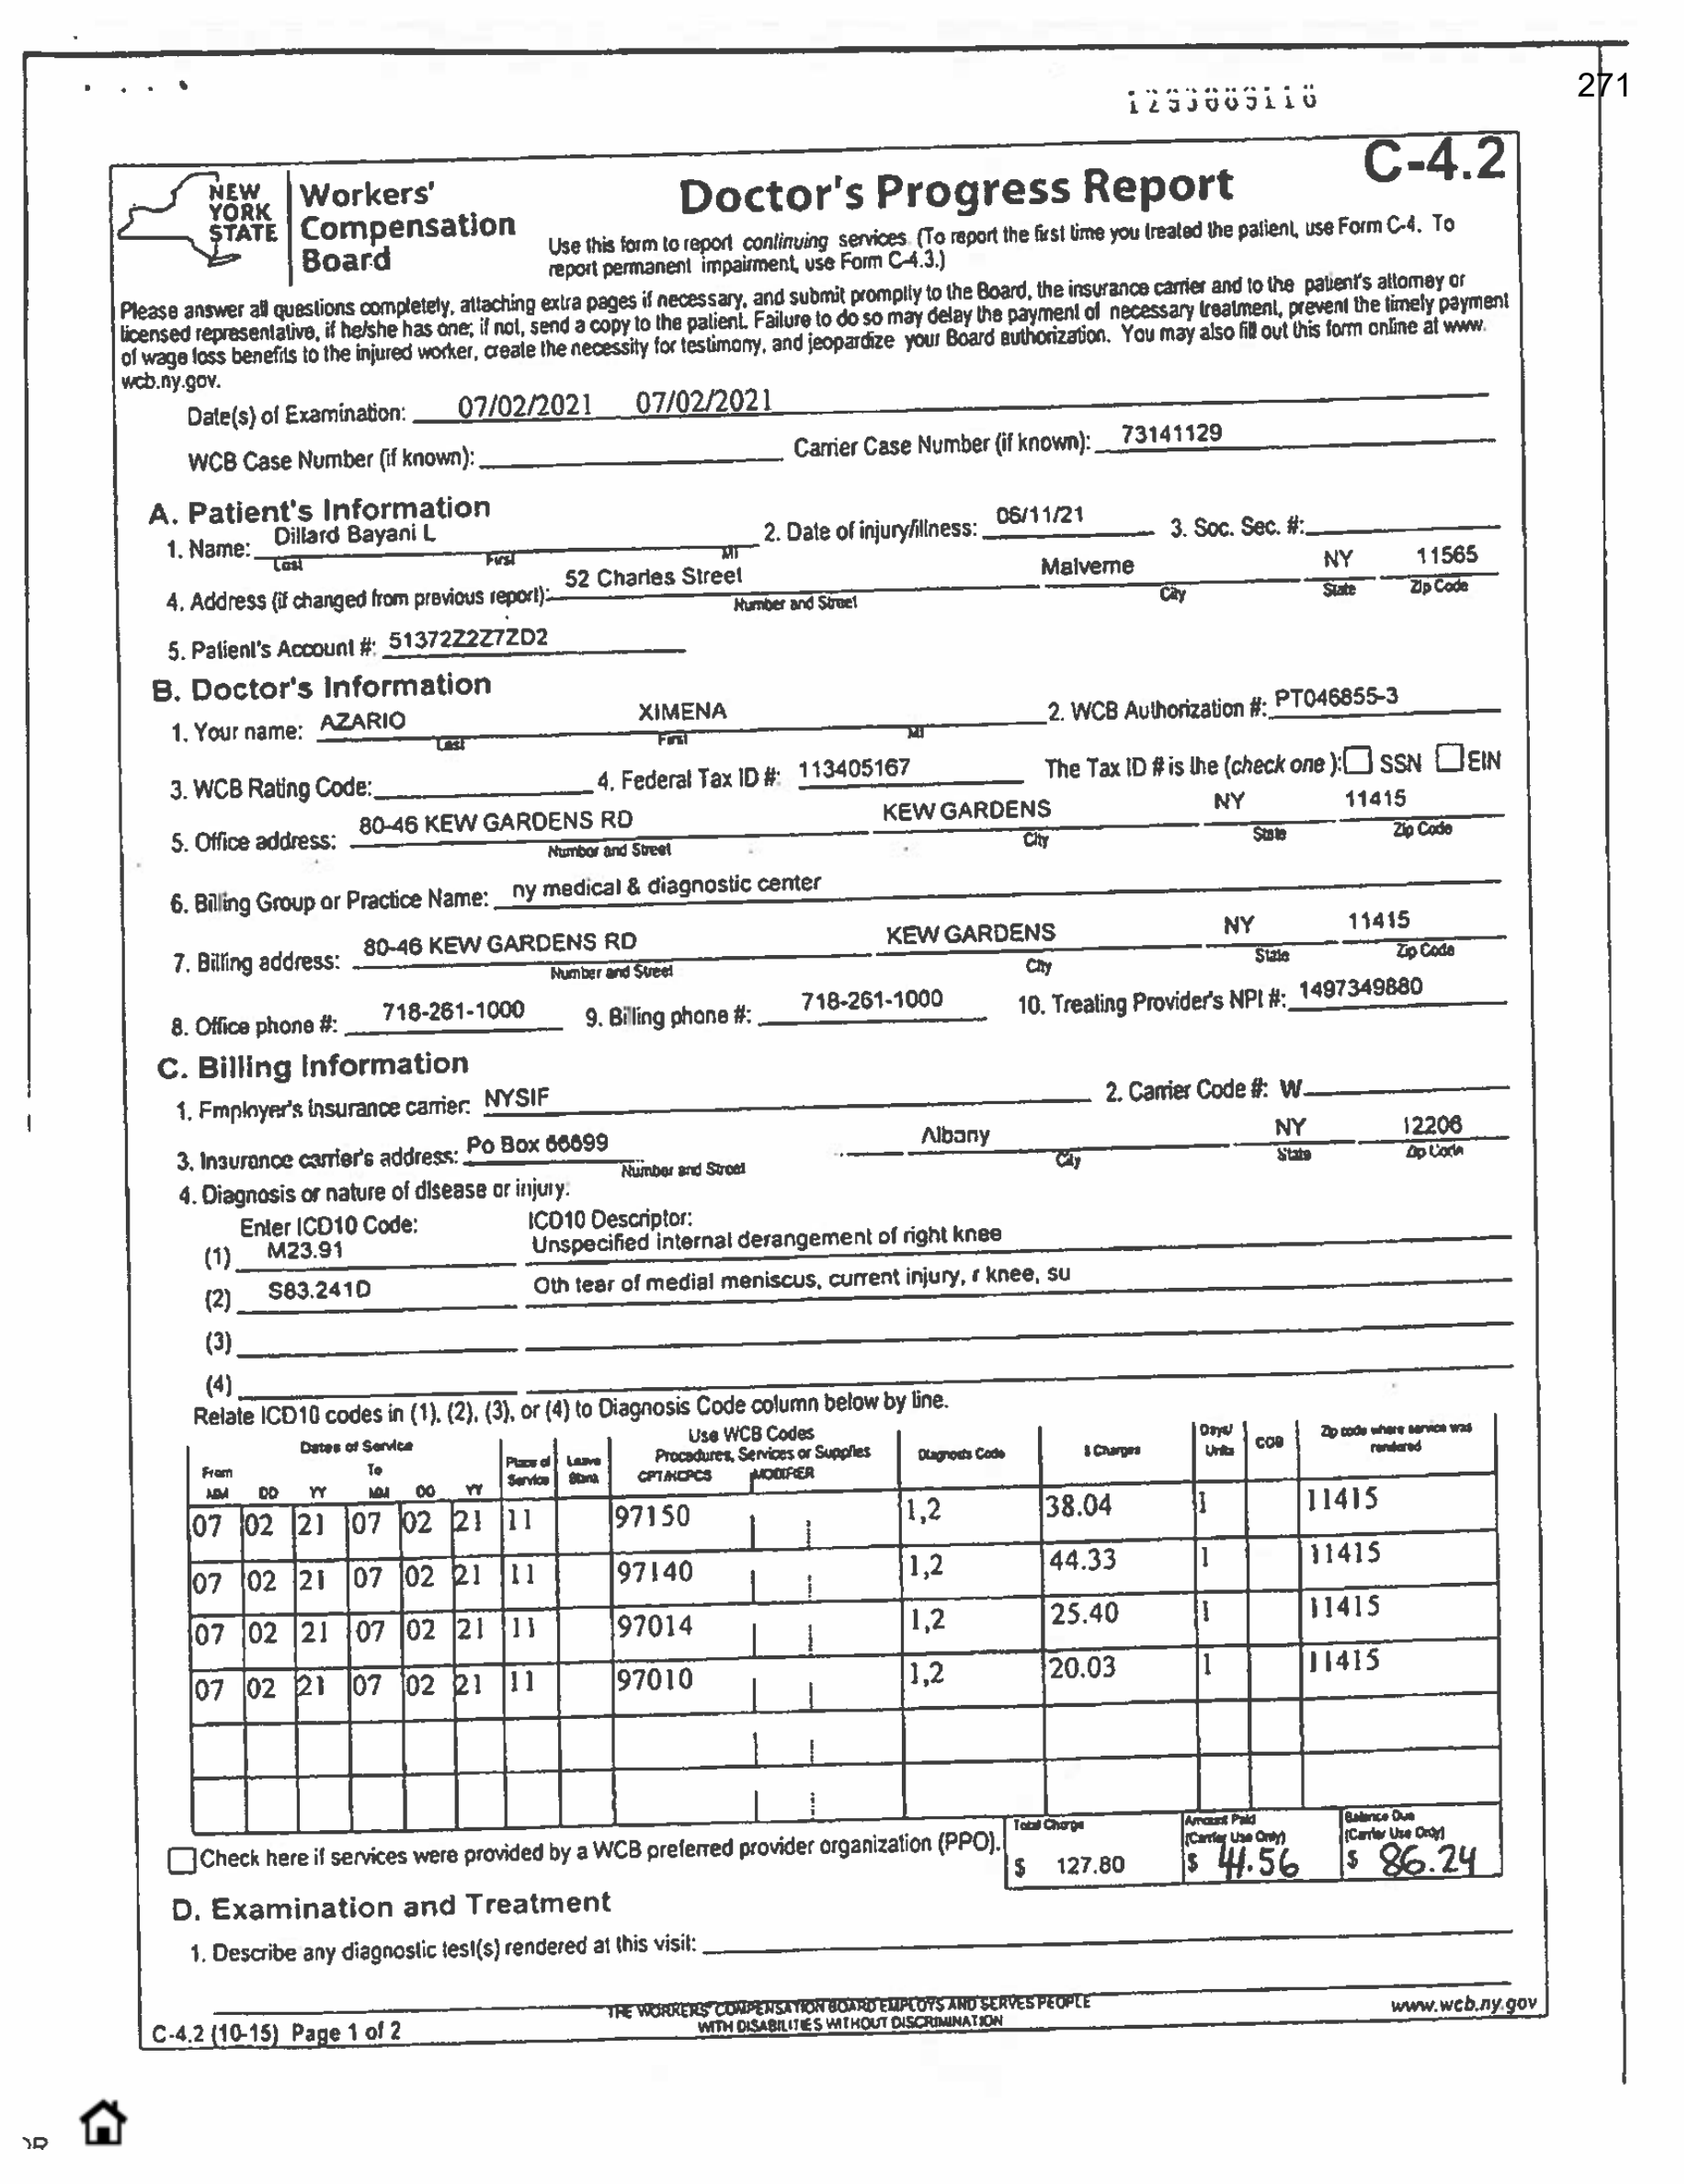 271
C-4.2
NEW YORK STATE
Workers' Compensation Board
Doctor's Progress Report
Use this form to report continuing services. (To report the first time you treated the patient, use Form C-4. To
report permanent impairment, use Form C-4.3.)
Please answer all questions completely, attaching extra pages if necessary, and submit promptly to the Board, the insurance carrier and to the patient's attorney or
licensed representative, if he/she has one; if not, send a copy to the patient. Failure to do so may delay the payment of necessary treatment, prevent the timely payment
of wage loss benefits to the injured worker, create the necessity for testimony, and jeopardize your Board authorization. You may also fill out this form online at www.
wcb.ny.gov.
Date(s) of Examination: 07/02/2021 07/02/2021
WCB Case Number (if known): Carrier Case Number (if known): 73141129
A. Patient's Information
1. Name: Dillard Bayani L 2. Date of injury/illness: 06/11/21 3. Soc. Sec. #:
Last First MI
4. Address (if changed from previous report): 52 Charles Street Malverne NY 11565
Number and Street City State Zip Code
5. Patient's Account #: 51372Z2Z7ZD2
B. Doctor's Information
1. Your name: AZARIO XIMENA 2. WCB Authorization #: PT046855-3
Last First MI
3. WCB Rating Code: 4. Federal Tax ID #: 113405167 The Tax ID # is the (check one ): SSN EIN
5. Office address: 80-46 KEW GARDENS RD KEW GARDENS NY 11415
Number and Street City State Zip Code
6. Billing Group or Practice Name: ny medical & diagnostic center
7. Billing address: 80-46 KEW GARDENS RD KEW GARDENS NY 11415
Number and Street City State Zip Code
8. Office phone #: 718-261-1000 9. Billing phone #: 718-261-1000 10. Treating Provider's NPI #: 1497349880
C. Billing Information
1. Employer's Insurance carrier: NYSIF 2. Carrier Code #: W
3. Insurance carrier's address: Po Box 66699 Albany NY 12206
Number and Street City State Zip Code
4. Diagnosis or nature of disease or injury:
Enter ICD10 Code: ICD10 Descriptor:
(1) M23.91 Unspecified internal derangement of right knee
(2) S83.241D Oth tear of medial meniscus, current injury, r knee, su
(3)
(4)
Relate ICD10 codes in (1), (2), (3), or (4) to Diagnosis Code column below by line.
Dates of Service Use WCB Codes
From To Place of Service Leave Blank Procedures, Services or Supplies Diagnosis Code $ Charges Days/ Units COB Zip code where service was rendered
MM DD YY MM DD YY CPT/HCPCS MODIFIER
07 02 21 07 02 21 11 97150 1,2 38.04 1 11415
07 02 21 07 02 21 11 97140 1,2 44.33 1 11415
07 02 21 07 02 21 11 97014 1,2 25.40 1 11415
07 02 21 07 02 21 11 97010 1,2 20.03 1 11415
Check here if services were provided by a WCB preferred provider organization (PPO).
Total Charge
$ 127.80
Amount Paid
(Carrier Use Only)
$ 41.56
Balance Due
(Carrier Use Only)
$ 86.24
D. Examination and Treatment
1. Describe any diagnostic test(s) rendered at this visit:
THE WORKERS' COMPENSATION BOARD EMPLOYS AND SERVES PEOPLE
WITH DISABILITIES WITHOUT DISCRIMINATION
www.wcb.ny.gov
C-4.2 (10-15) Page 1 of 2